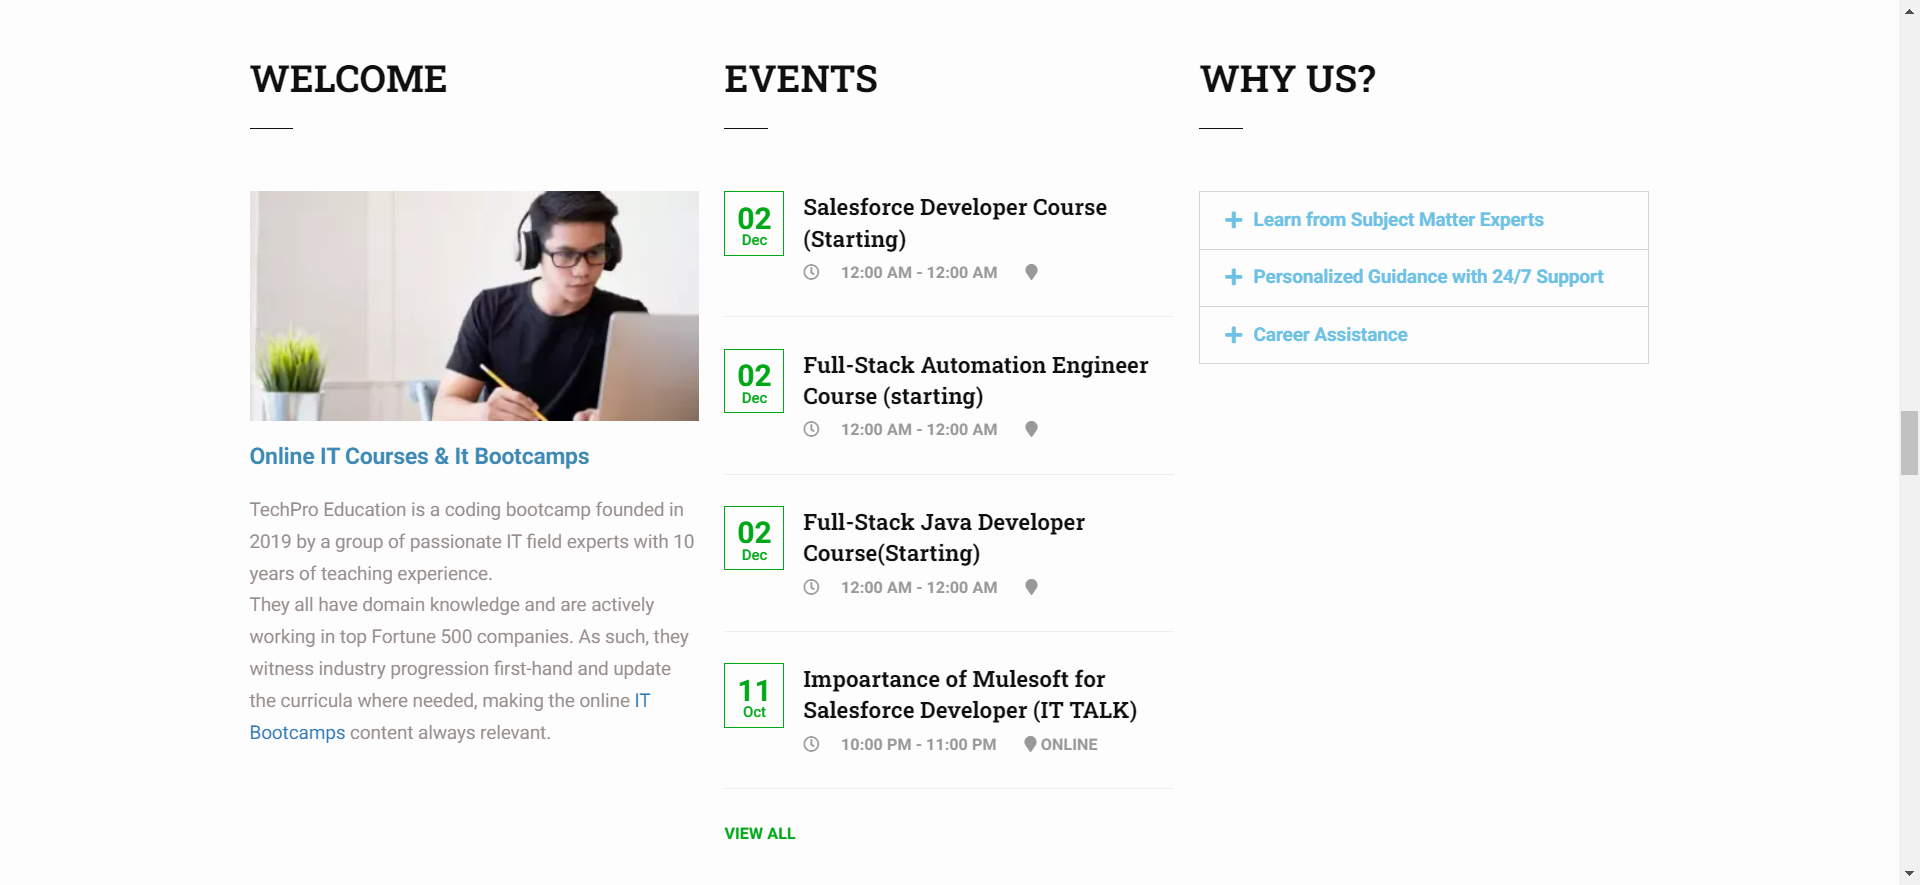 WELCOME
Online IT Courses & It Bootcamps
TechPro Education is a coding bootcamp founded in
2019 by a group of passionate IT field experts with 10
years of teaching experience.
They all have domain knowledge and are actively
working in top Fortune 500 companies. As such, they
witness industry progression first-hand and update
the curricula where needed, making the online IT
Bootcamps content always relevant.
EVENTS
02
Dec
Salesforce Developer Course
(Starting)
12:00 AM - 12:00 AM
02
Dec
Full-Stack Automation Engineer
Course (starting)
12:00 AM - 12:00 AM
02
Dec
Full-Stack Java Developer
Course(Starting)
12:00 AM - 12:00 AM
11
Oct
Impoartance of Mulesoft for
Salesforce Developer (IT TALK)
10:00 PM - 11:00 PM ONLINE
VIEW ALL
WHY US?
Learn from Subject Matter Experts
Personalized Guidance with 24/7 Support
Career Assistance